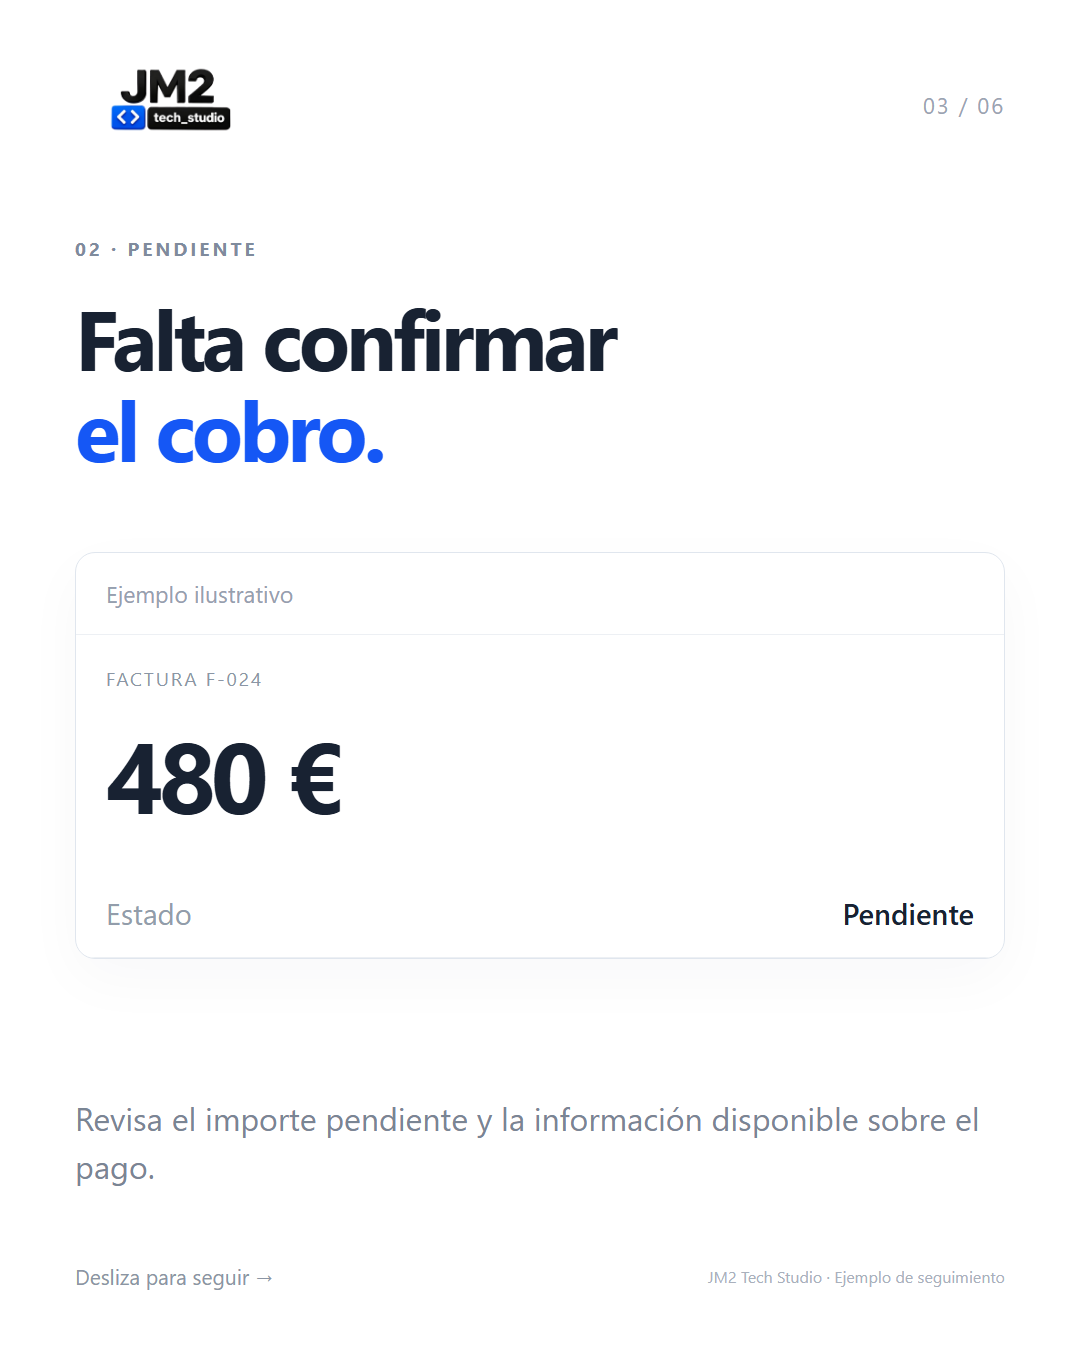 JM2
<> tech_studio
03 / 06
02 · PENDIENTE
Falta confirmar
el cobro.
Ejemplo ilustrativo
FACTURA F-024
480 €
Estado
Pendiente
Revisa el importe pendiente y la información disponible sobre el
pago.
Desliza para seguir →
JM2 Tech Studio · Ejemplo de seguimiento